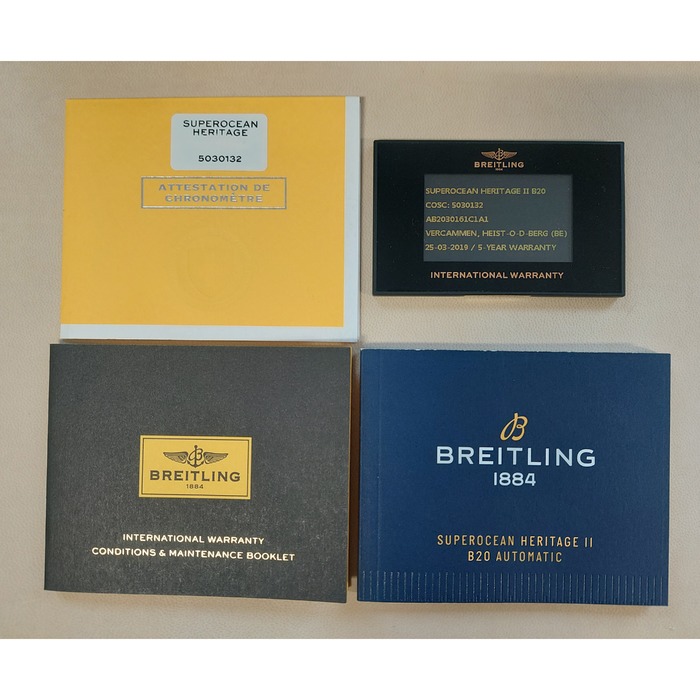 SUPEROCEAN
HERITAGE
5030132
ATTESTATION DE
CHRONOMÈTRE
BREITLING
1884
SUPEROCEAN HERITAGE II B20
COSC: 5030132
AB2030161C1A1
VERCAMMEN, HEIST-O-D-BERG (BE)
25-03-2019 / 5-YEAR WARRANTY
INTERNATIONAL WARRANTY
BREITLING
1884
INTERNATIONAL WARRANTY
CONDITIONS & MAINTENANCE BOOKLET
B
BREITLING
1884
SUPEROCEAN HERITAGE II
B20 AUTOMATIC